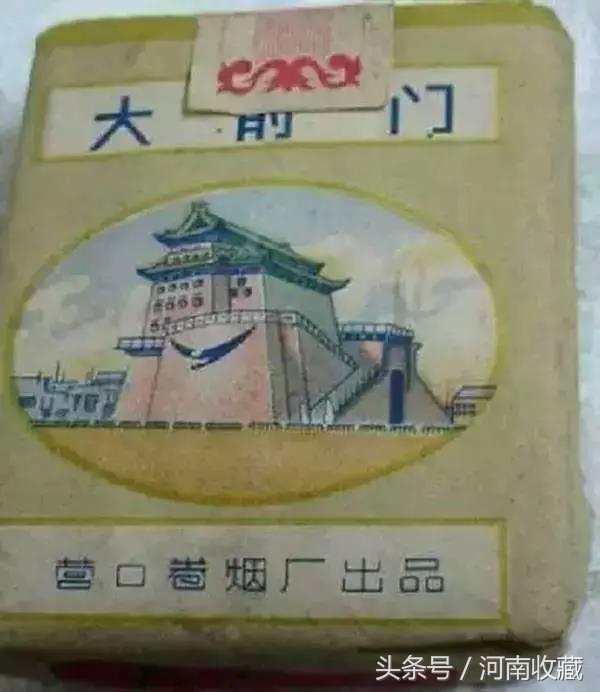 大前门
营口卷烟厂出品
头条号／河南收藏